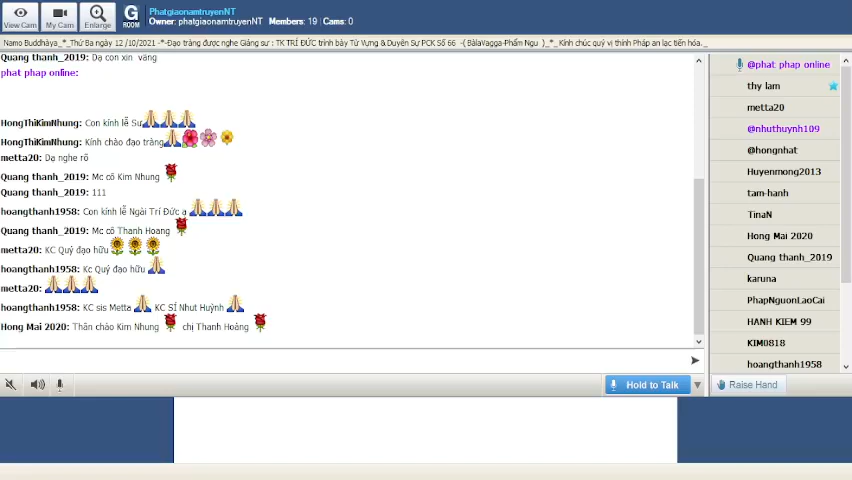 View Cam
My Cam
Enlarge
G
ROOM
PhatgiaonamtruyenNT
Owner: phatgiaonamtruyenNT Members: 19 | Cams: 0
Namo Buddhàya _*_Thứ Ba ngày 12 /10/2021 -*-Đạo tràng được nghe Giảng sư : TK TRÍ ĐỨC trình bày Từ Vựng & Duyên Sự PCK Số 66 -( BàlaVagga-Phẩm Ngu )_*_ Kính chúc quý vị thính Pháp an lạc tiến hóa._
Quang thanh_2019: Dạ con xin vâng
phat phap online:
HongThiKimNhung: Con kính lễ Sư
HongThiKimNhung: Kính chào đạo tràng
metta20: Dạ nghe rõ
Quang thanh_2019: Mc cô Kim Nhung
Quang thanh_2019: 111
hoangthanh1958: Con kính lễ Ngài Trí Đức ạ
Quang thanh_2019: Mc cô Thanh Hoang
metta20: KC Quý đạo hữu
hoangthanh1958: Kc Quý đạo hữu
metta20:
hoangthanh1958: KC sis Metta KC SĨ Nhut Huỳnh
Hong Mai 2020: Thân chào Kim Nhung chị Thanh Hoàng
@phat phap online
thy lam
metta20
@nhuthuynh109
@hongnhat
Huyenmong2013
tam-hanh
TinaN
Hong Mai 2020
Quang thanh_2019
karuna
PhapNguonLaoCai
HANH KIEM 99
KIM0818
hoangthanh1958
Hold to Talk
Raise Hand